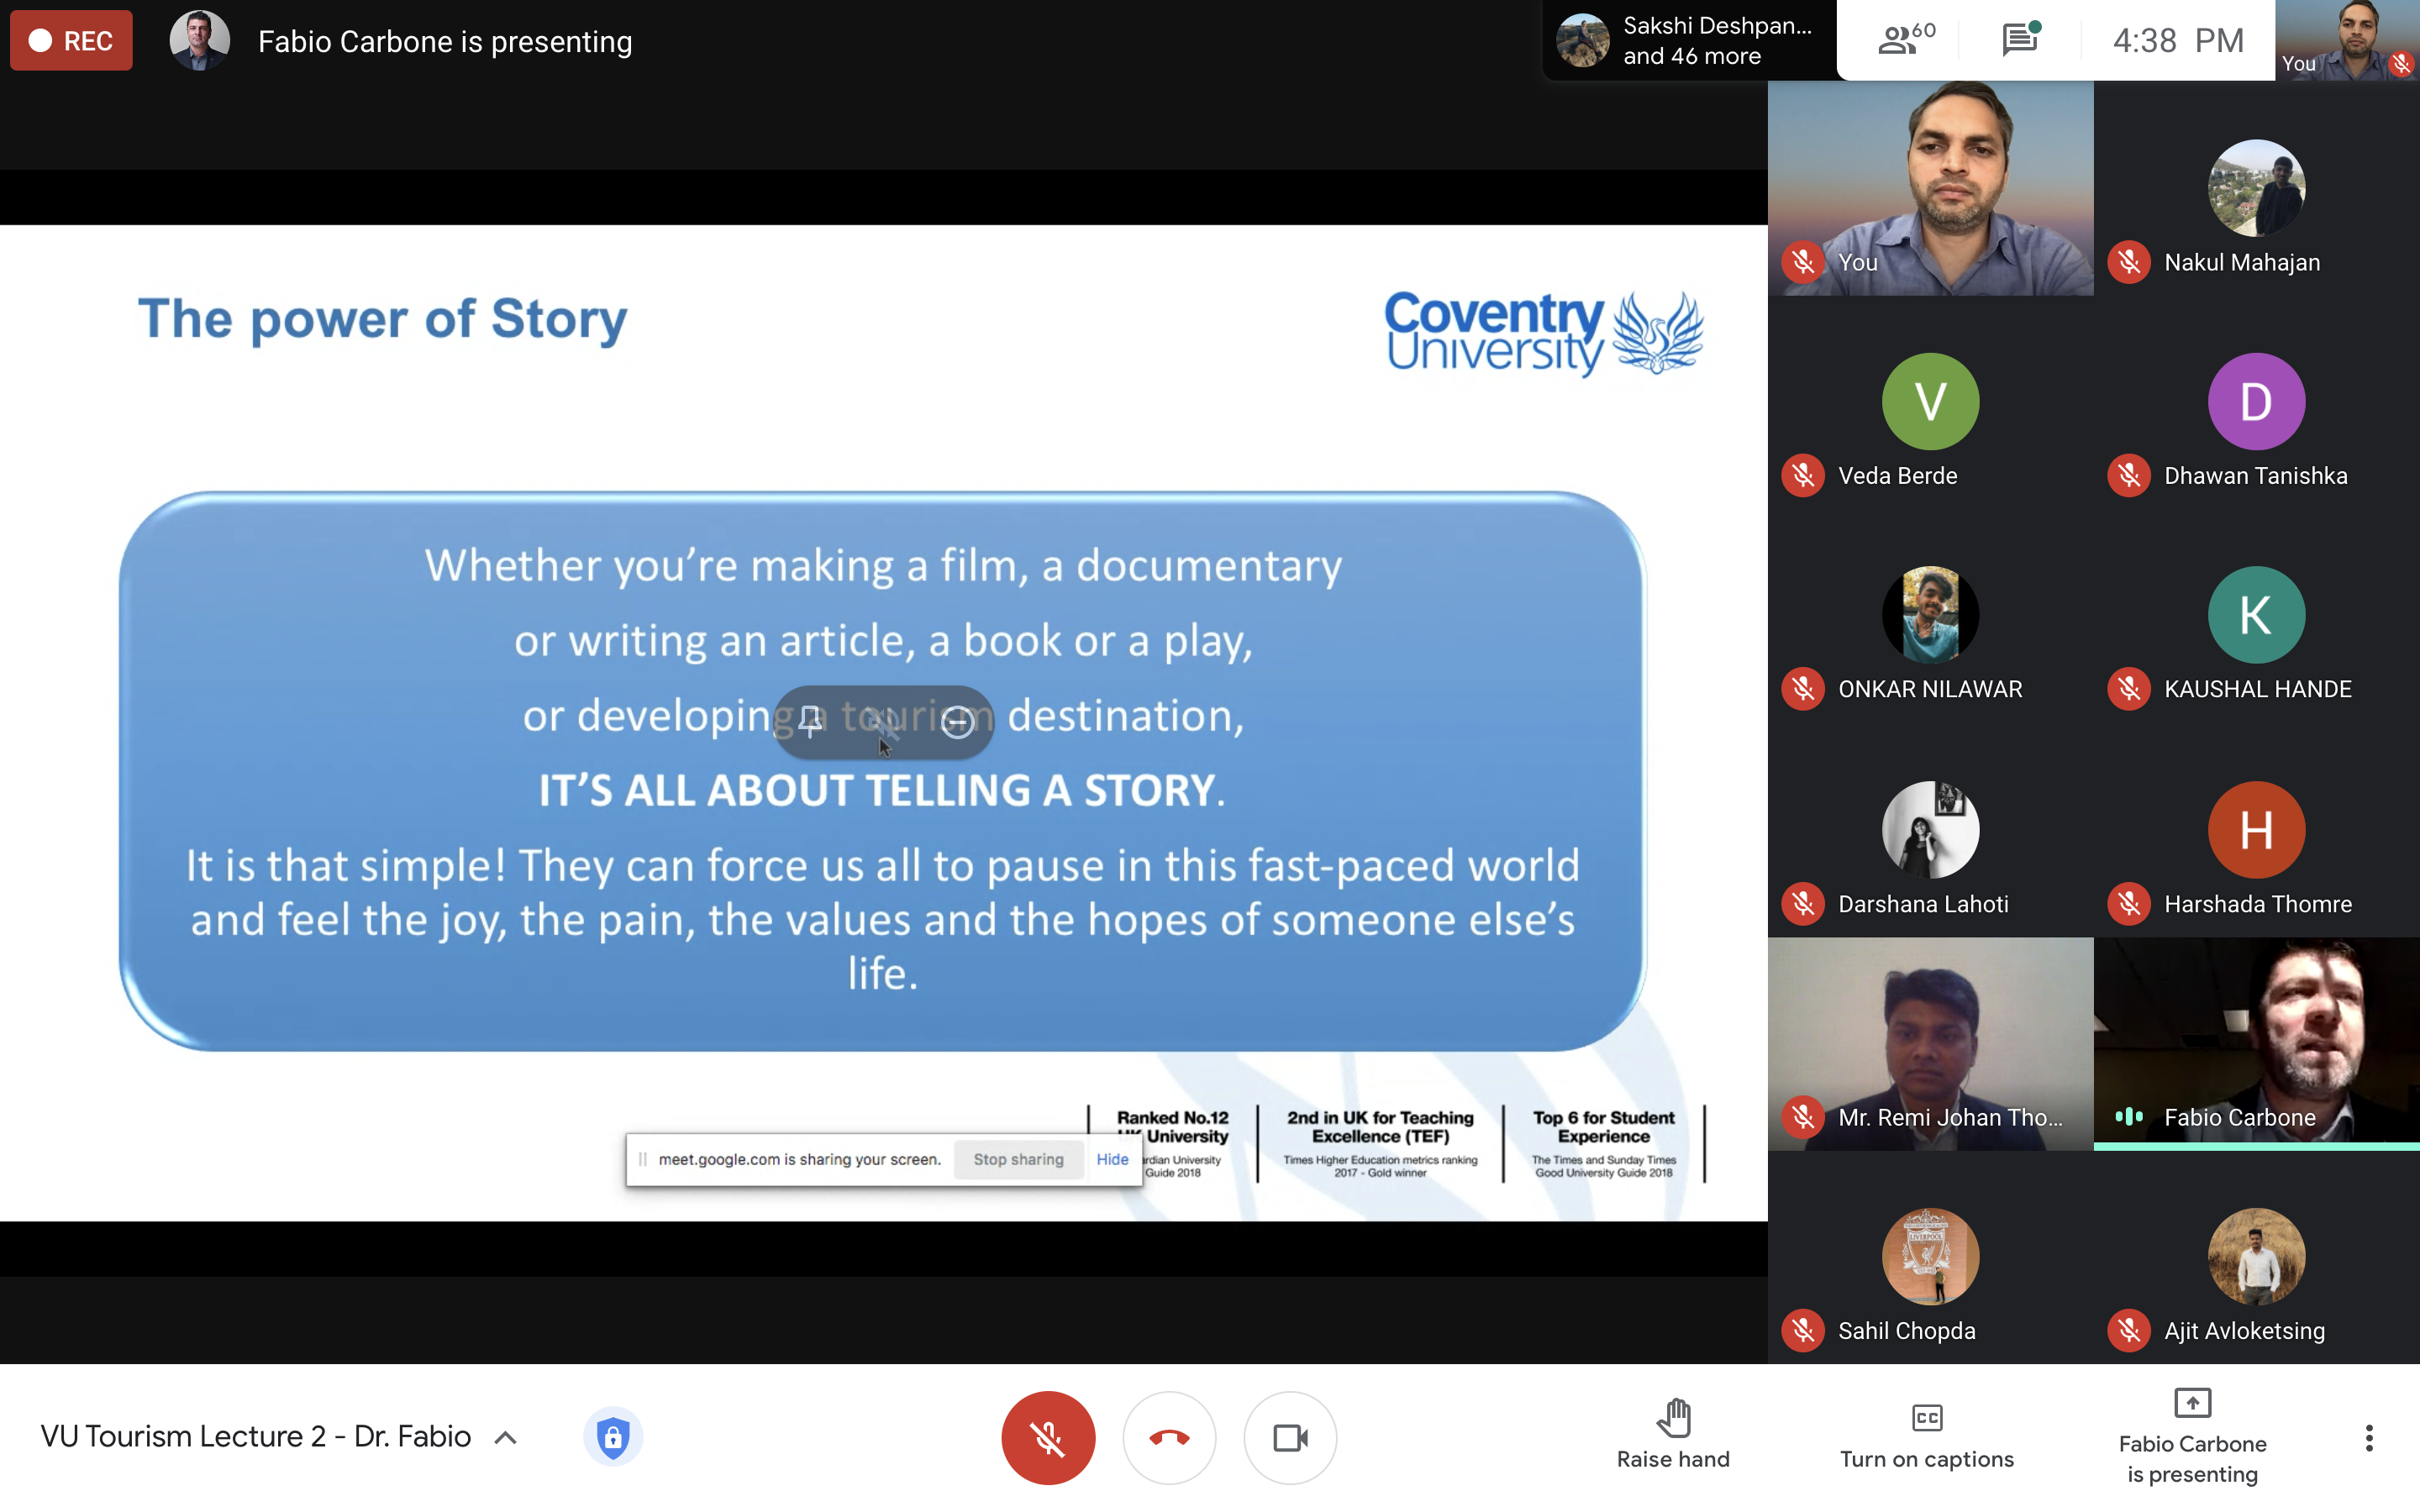 REC
Fabio Carbone is presenting
Sakshi Deshpan...
and 46 more
60
4:38 PM
You
The power of Story
Coventry
University
Whether you’re making a film, a documentary
or writing an article, a book or a play,
or developing a tourism destination,
IT’S ALL ABOUT TELLING A STORY.
It is that simple! They can force us all to pause in this fast-paced world
and feel the joy, the pain, the values and the hopes of someone else’s
life.
Ranked No.12
UK University
Guide 2018
2nd in UK for Teaching
Excellence (TEF)
Times Higher Education metrics ranking
2017 - Gold winner
Top 6 for Student
Experience
The Times and Sunday Times
Good University Guide 2018
meet.google.com is sharing your screen.
Stop sharing
Hide
You
Nakul Mahajan
V
Veda Berde
D
Dhawan Tanishka
ONKAR NILAWAR
K
KAUSHAL HANDE
Darshana Lahoti
H
Harshada Thomre
Mr. Remi Johan Tho...
Fabio Carbone
LIVERPOOL
Sahil Chopda
Ajit Avloketsing
VU Tourism Lecture 2 - Dr. Fabio
Raise hand
CC
Turn on captions
Fabio Carbone
is presenting